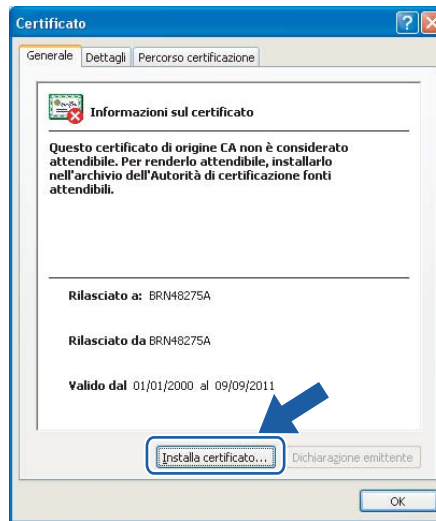 Certificato
Generale Dettagli Percorso certificazione
Informazioni sul certificato
Questo certificato di origine CA non è considerato
attendibile. Per renderlo attendibile, installarlo
nell'archivio dell'Autorità di certificazione fonti
attendibili.
Rilasciato a: BRN48275A
Rilasciato da BRN48275A
Valido dal 01/01/2000 al 09/09/2011
Installa certificato... Dichiarazione emittente
OK